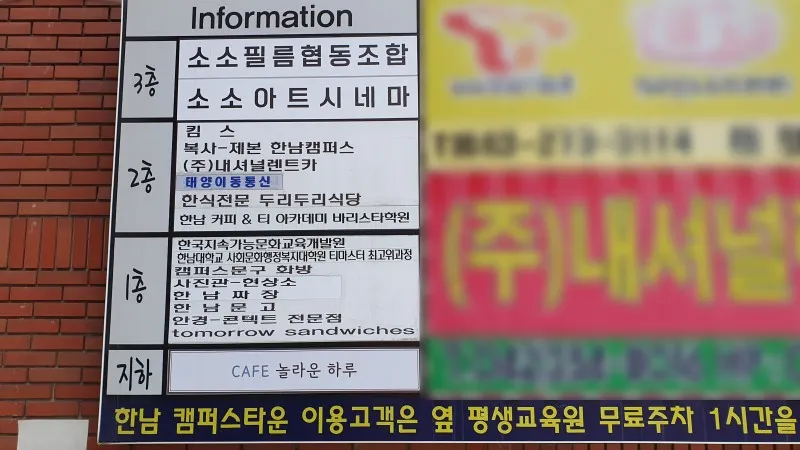 Information
3층
소소필름협동조합
소소아트시네마
2층
킴 스
복사-제본 한남캠퍼스
(주)내셔널렌트카
태양이동통신
한식전문 두리두리식당
한남 커피 & 티 아카데미 바리스타학원
1층
한국지속가능문화교육개발원
한남대학교 사회문화행정복지대학원 티마스터 최고위과정
캠퍼스문구 화방
사진관-현상소
한 남 짜 장
한 남 문 고
안경-콘텍트 전문점
tomorrow sandwiches
지하
CAFE 놀라운 하루
한남 캠퍼스타운 이용고객은 옆 평생교육원 무료주차 1시간을
(주)내셔널